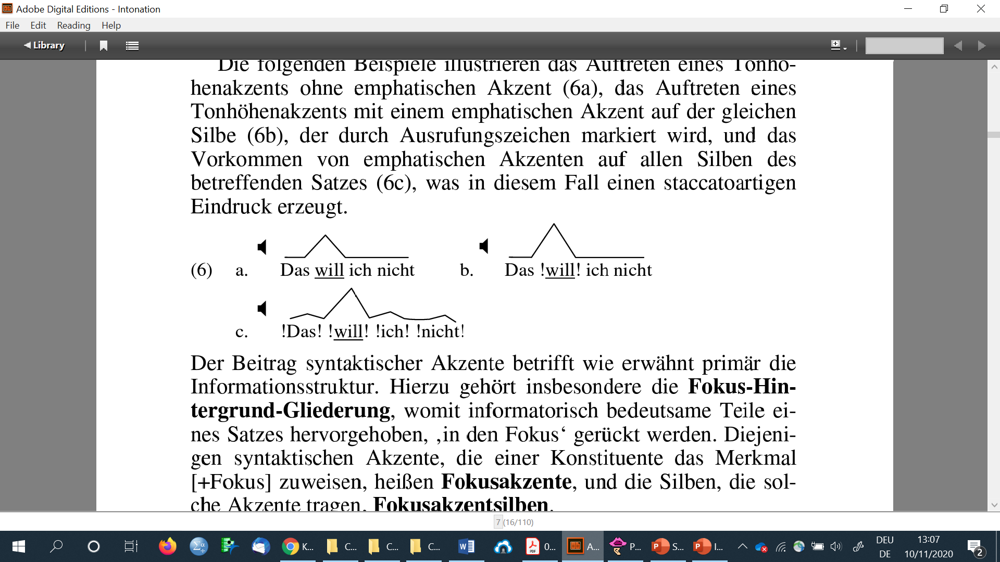 Adobe Digital Editions - Intonation
File Edit Reading Help
Library
Die folgenden Beispiele illustrieren das Auftreten eines Tonhö-
henakzents ohne emphatischen Akzent (6a), das Auftreten eines
Tonhöhenakzents mit einem emphatischen Akzent auf der gleichen
Silbe (6b), der durch Ausrufungszeichen markiert wird, und das
Vorkommen von emphatischen Akzenten auf allen Silben des
betreffenden Satzes (6c), was in diesem Fall einen staccatoartigen
Eindruck erzeugt.
(6) a. Das will ich nicht b. Das !will! ich nicht
c. !Das! !will! !ich! !nicht!
Der Beitrag syntaktischer Akzente betrifft wie erwähnt primär die
Informationsstruktur. Hierzu gehört insbesondere die Fokus-Hin-
tergrund-Gliederung, womit informatorisch bedeutsame Teile ei-
nes Satzes hervorgehoben, ‚in den Fokus‘ gerückt werden. Diejeni-
gen syntaktischen Akzente, die einer Konstituente das Merkmal
[+Fokus] zuweisen, heißen Fokusakzente, und die Silben, die sol-
che Akzente tragen, Fokusakzentsilben.
7 (16/110)
K... C... C... C... 0... A... P... S... I... DEU 13:07
DE 10/11/2020 2